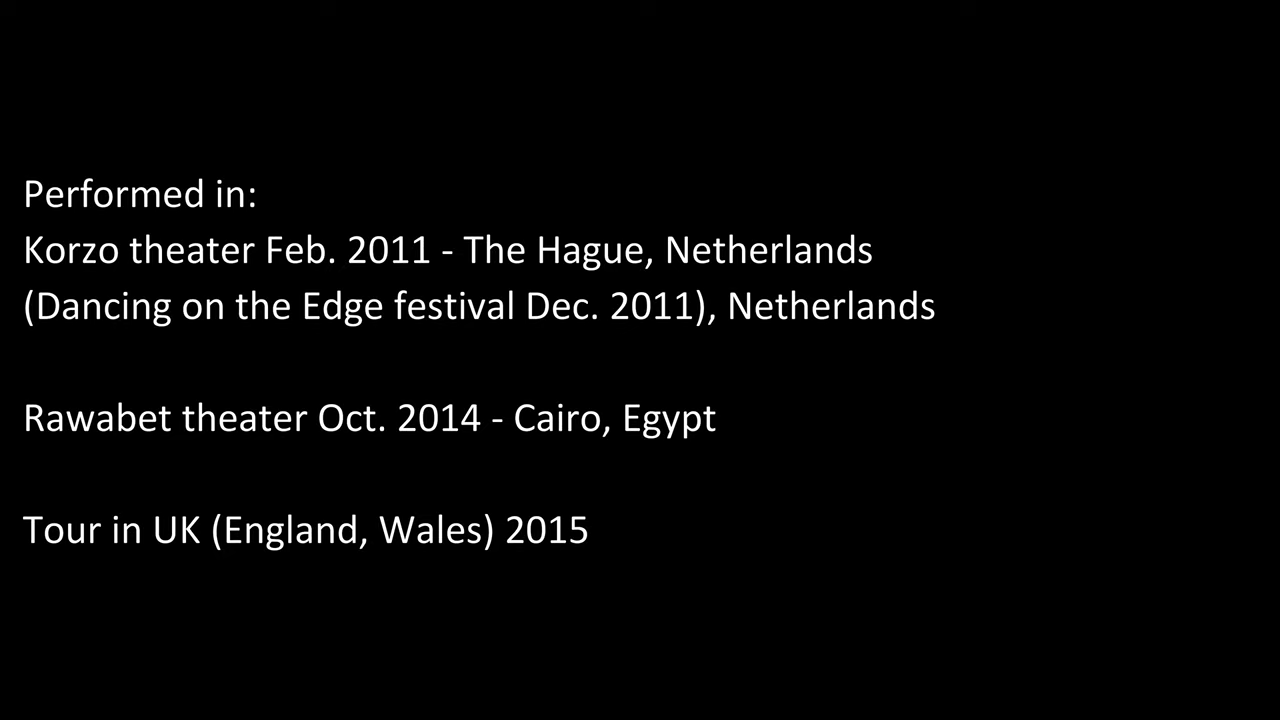 Performed in:
Korzo theater Feb. 2011 - The Hague, Netherlands
(Dancing on the Edge festival Dec. 2011), Netherlands
Rawabet theater Oct. 2014 - Cairo, Egypt
Tour in UK (England, Wales) 2015